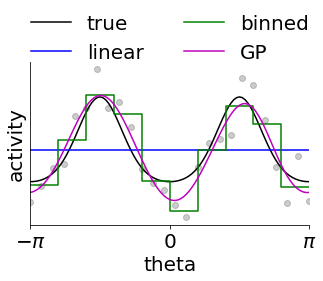 true binned
linear GP
activity
−π 0 π
theta